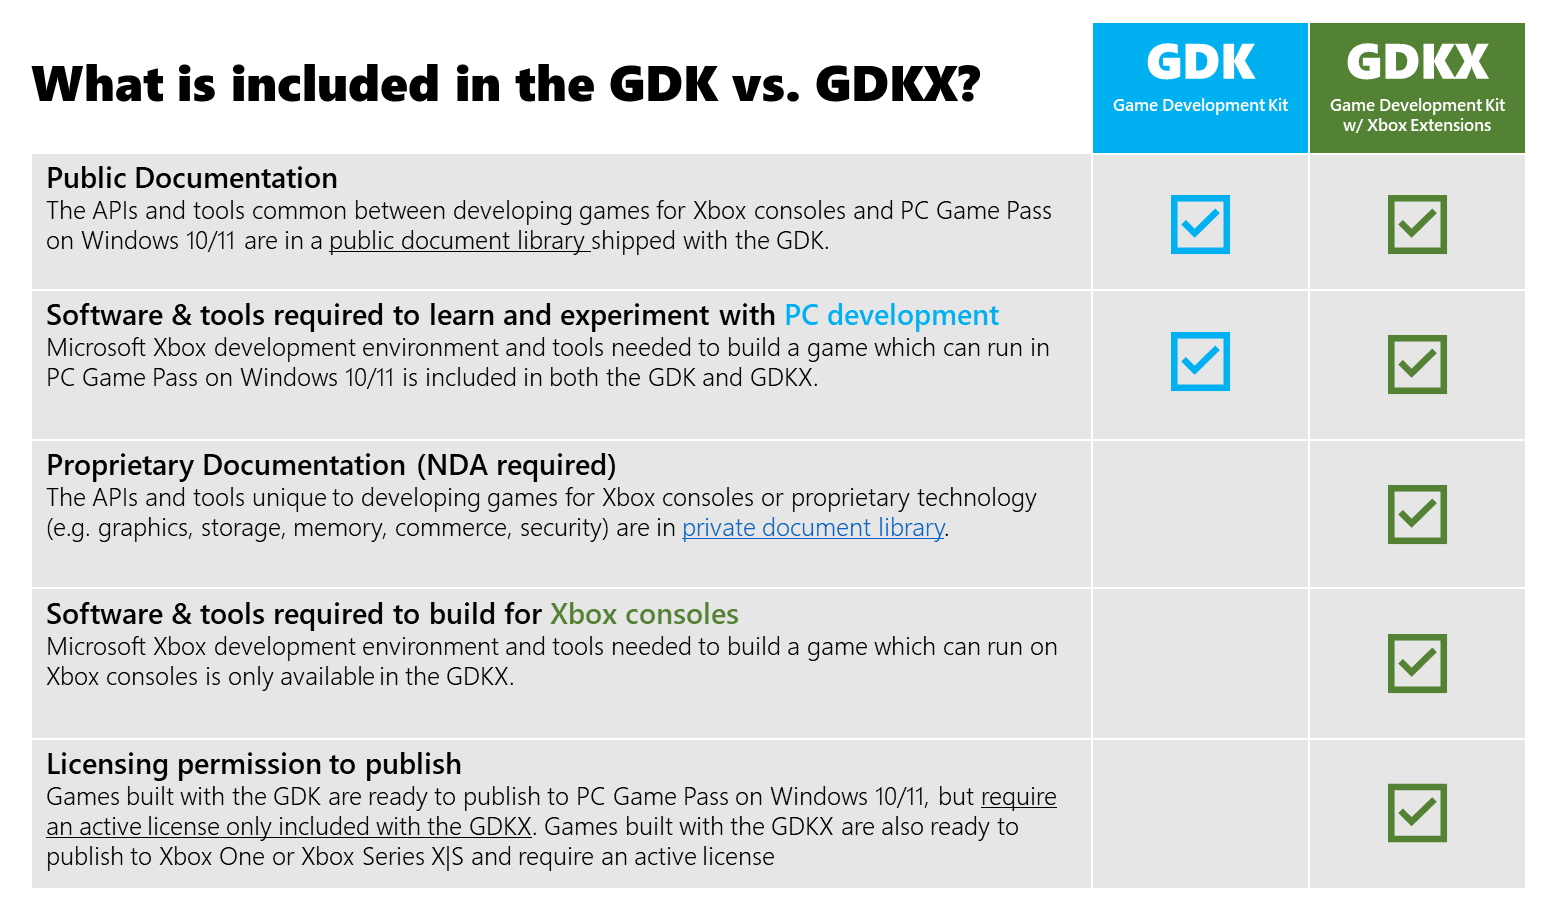 What is included in the GDK vs. GDKX?
GDK
Game Development Kit
GDKX
Game Development Kit
w/ Xbox Extensions
Public Documentation
The APIs and tools common between developing games for Xbox consoles and PC Game Pass
on Windows 10/11 are in a public document library shipped with the GDK.
Software & tools required to learn and experiment with PC development
Microsoft Xbox development environment and tools needed to build a game which can run in
PC Game Pass on Windows 10/11 is included in both the GDK and GDKX.
Proprietary Documentation (NDA required)
The APIs and tools unique to developing games for Xbox consoles or proprietary technology
(e.g. graphics, storage, memory, commerce, security) are in private document library.
Software & tools required to build for Xbox consoles
Microsoft Xbox development environment and tools needed to build a game which can run on
Xbox consoles is only available in the GDKX.
Licensing permission to publish
Games built with the GDK are ready to publish to PC Game Pass on Windows 10/11, but require
an active license only included with the GDKX. Games built with the GDKX are also ready to
publish to Xbox One or Xbox Series X|S and require an active license